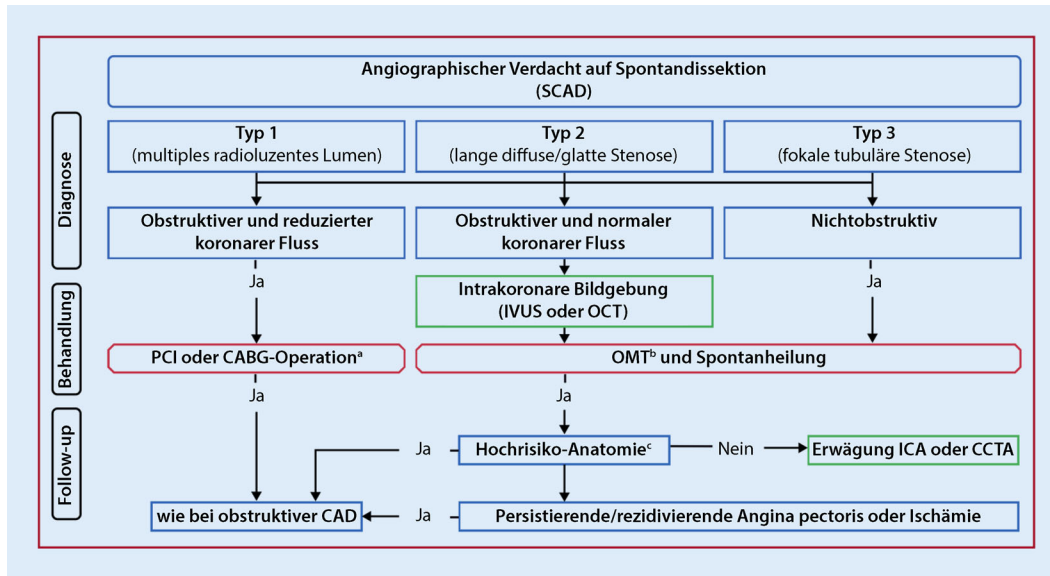 Angiographischer Verdacht auf Spontandissektion
(SCAD)
Diagnose
Typ 1
(multiples radioluzentes Lumen)
Typ 2
(lange diffuse/glatte Stenose)
Typ 3
(fokale tubuläre Stenose)
Obstruktiver und reduzierter
koronarer Fluss
Obstruktiver und normaler
koronarer Fluss
Nichtobstruktiv
Ja
Ja
Behandlung
Intrakoronare Bildgebung
(IVUS oder OCT)
PCI oder CABG-Operationᵃ
OMTᵇ und Spontanheilung
Ja
Ja
Follow-up
Ja
Hochrisiko-Anatomieᶜ
Nein
Erwägung ICA oder CCTA
wie bei obstruktiver CAD
Ja
Persistierende/rezidivierende Angina pectoris oder Ischämie